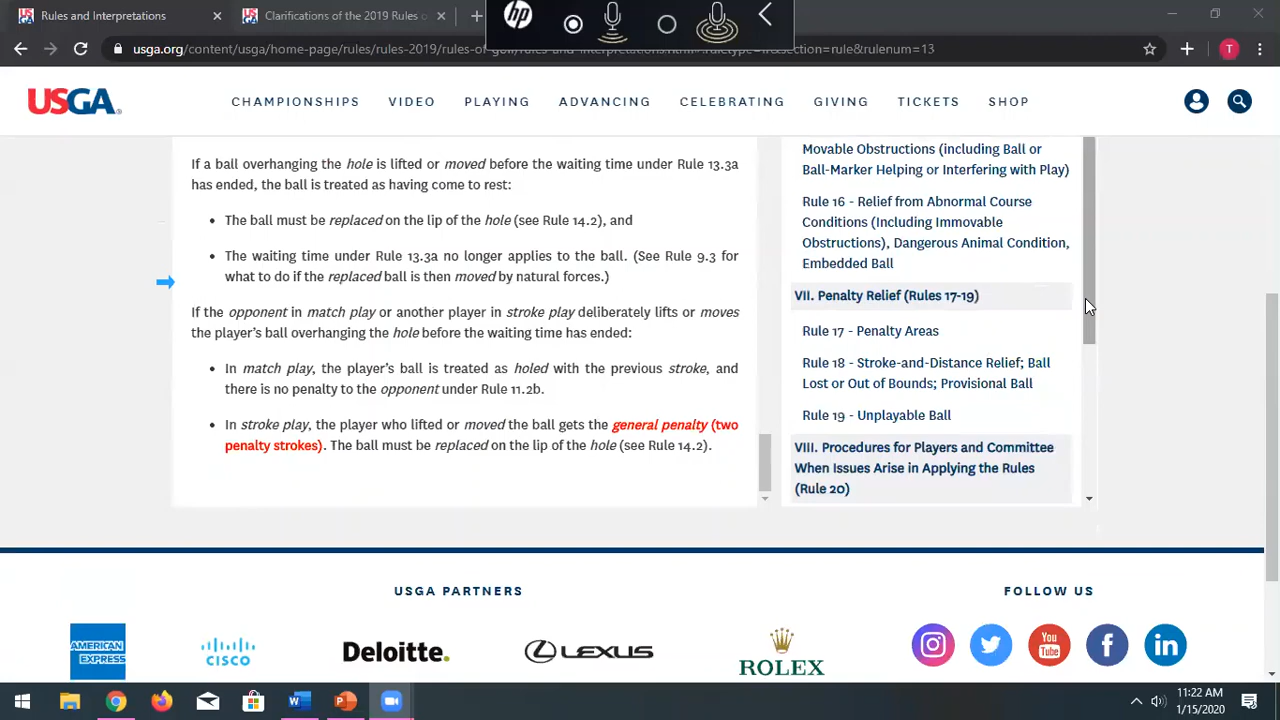 Rules and Interpretations
Clarifications of the 2019 Rules o
hp
usga.org/content/usga/home-page/rules/rules-2019/rules-of-golf/rules-and-interpretations.html#!ruletype=fr&section=rule&rulenum=13
T
USGA
CHAMPIONSHIPS VIDEO PLAYING ADVANCING CELEBRATING GIVING TICKETS SHOP
If a ball overhanging the hole is lifted or moved before the waiting time under Rule 13.3a
has ended, the ball is treated as having come to rest:
• The ball must be replaced on the lip of the hole (see Rule 14.2), and
• The waiting time under Rule 13.3a no longer applies to the ball. (See Rule 9.3 for
what to do if the replaced ball is then moved by natural forces.)
If the opponent in match play or another player in stroke play deliberately lifts or moves
the player's ball overhanging the hole before the waiting time has ended:
• In match play, the player's ball is treated as holed with the previous stroke, and
there is no penalty to the opponent under Rule 11.2b.
• In stroke play, the player who lifted or moved the ball gets the general penalty (two
penalty strokes). The ball must be replaced on the lip of the hole (see Rule 14.2).
Movable Obstructions (including Ball or
Ball-Marker Helping or Interfering with Play)
Rule 16 - Relief from Abnormal Course
Conditions (Including Immovable
Obstructions), Dangerous Animal Condition,
Embedded Ball
VII. Penalty Relief (Rules 17-19)
Rule 17 - Penalty Areas
Rule 18 - Stroke-and-Distance Relief; Ball
Lost or Out of Bounds; Provisional Ball
Rule 19 - Unplayable Ball
VIII. Procedures for Players and Committee
When Issues Arise in Applying the Rules
(Rule 20)
USGA PARTNERS
FOLLOW US
AMERICAN
EXPRESS
CISCO
Deloitte.
LEXUS
ROLEX
You
Tube
f
in
11:22 AM
1/15/2020